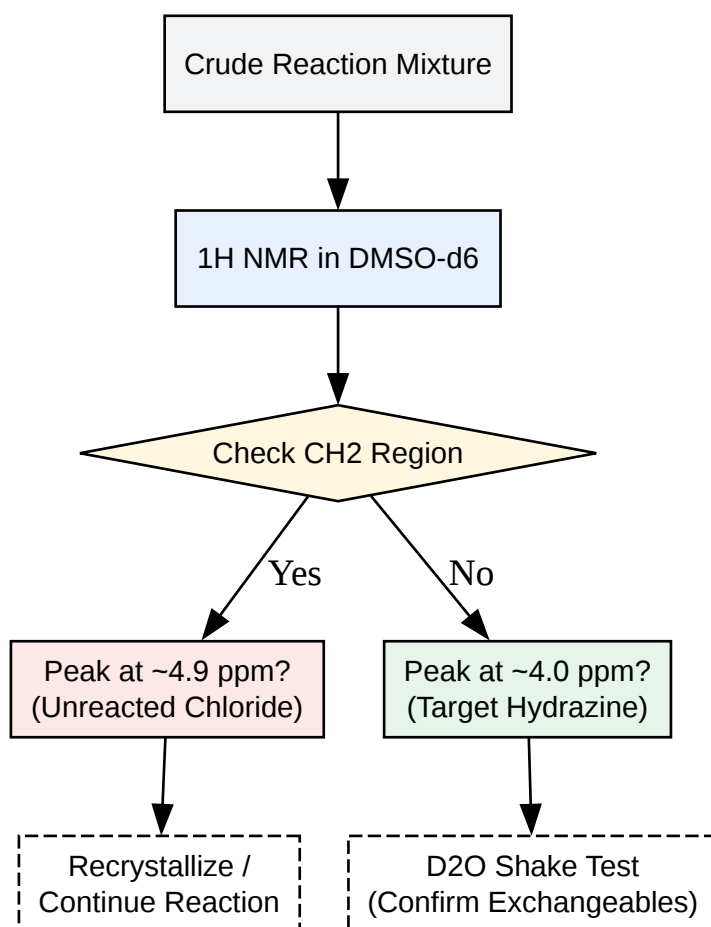 Crude Reaction Mixture
1H NMR in DMSO-d6
Check CH2 Region
Yes
No
Peak at ~4.9 ppm?
(Unreacted Chloride)
Peak at ~4.0 ppm?
(Target Hydrazine)
Recrystallize /
Continue Reaction
D2O Shake Test
(Confirm Exchangeables)